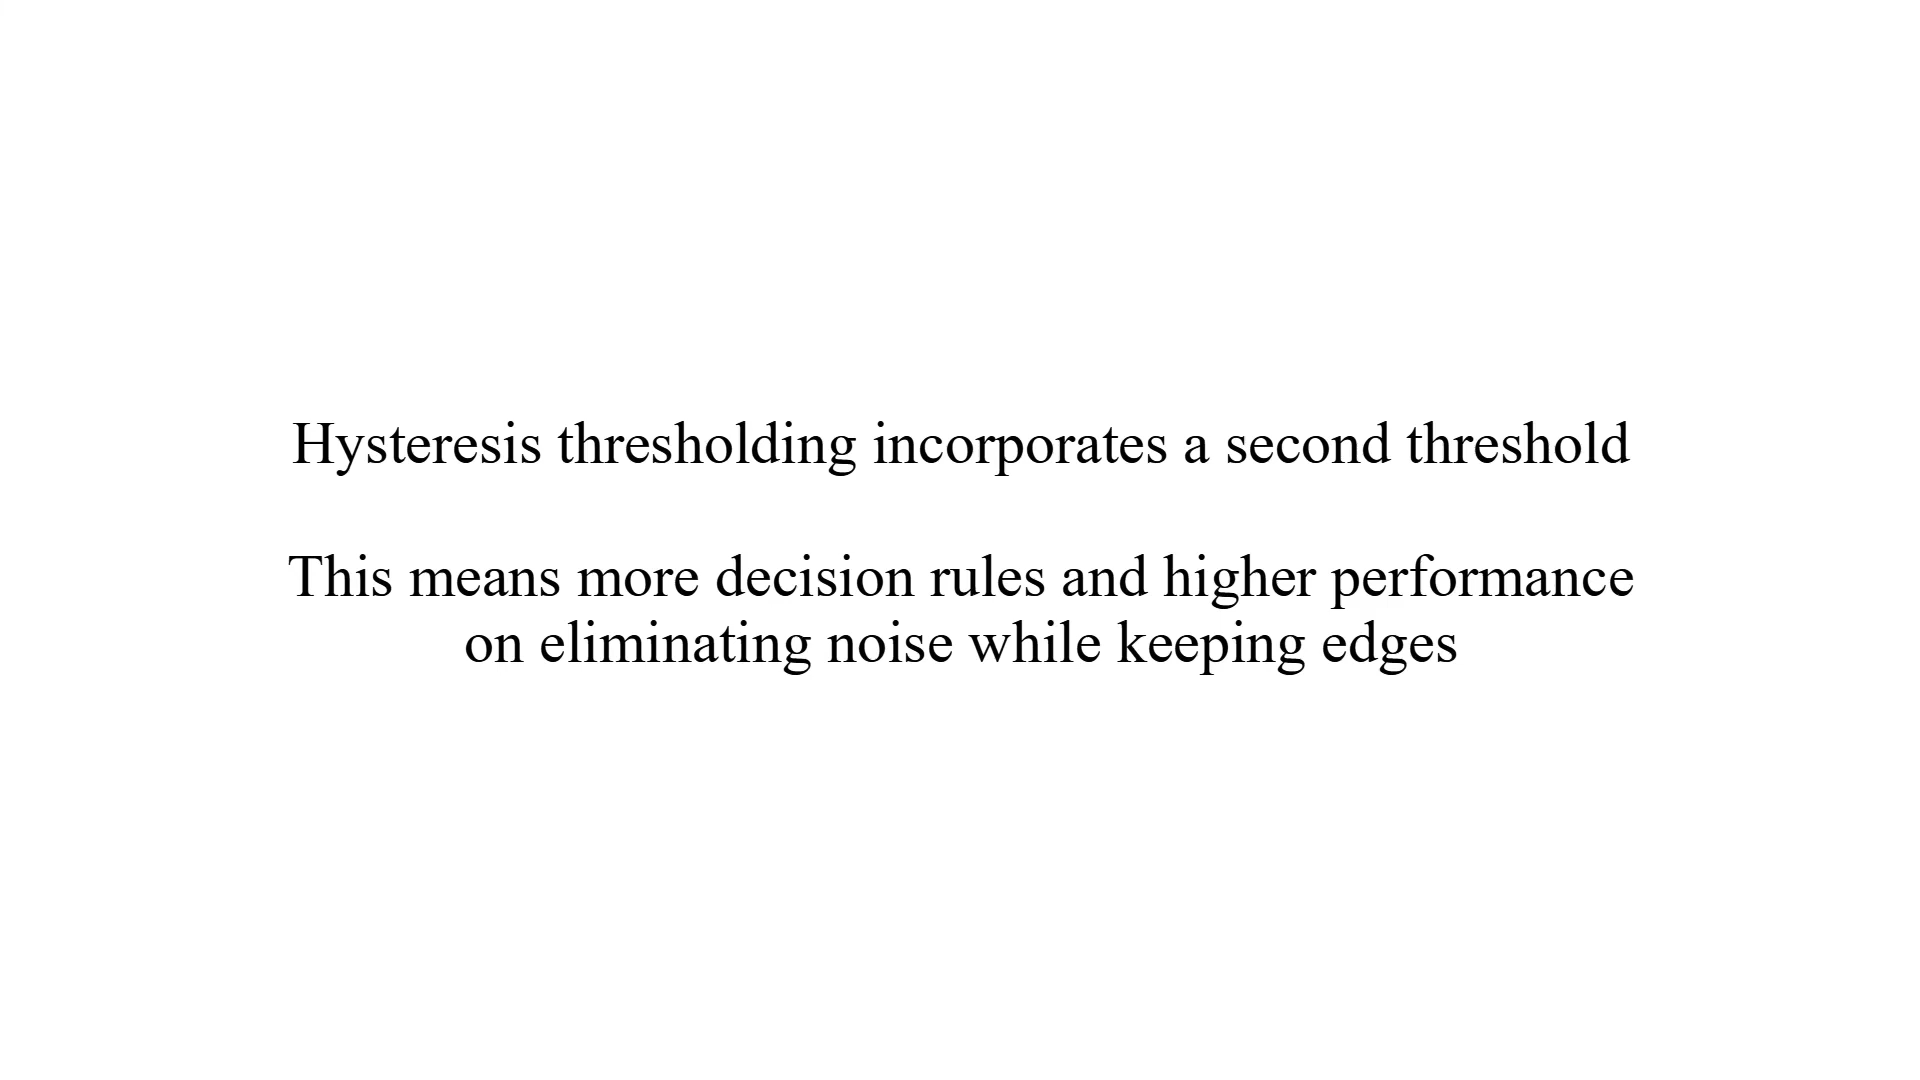 Hysteresis thresholding incorporates a second threshold
This means more decision rules and higher performance
on eliminating noise while keeping edges